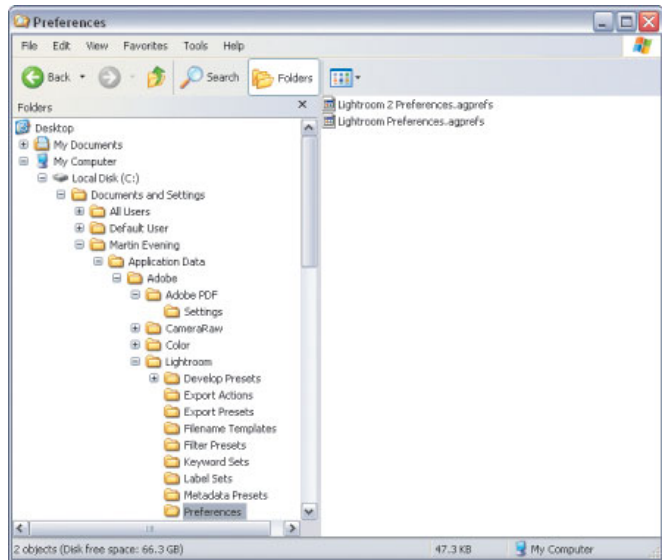 Preferences
File Edit View Favorites Tools Help
Back Search Folders
Folders
Desktop
My Documents
My Computer
Local Disk (C:)
Documents and Settings
All Users
Default User
Martin Evening
Application Data
Adobe
Adobe PDF
Settings
CameraRaw
Color
Lightroom
Develop Presets
Export Actions
Export Presets
Filename Templates
Filter Presets
Keyword Sets
Label Sets
Metadata Presets
Preferences
Lightroom 2 Preferences.agprefs
Lightroom Preferences.agprefs
2 objects (Disk free space: 66.3 GB) 47.3 KB My Computer